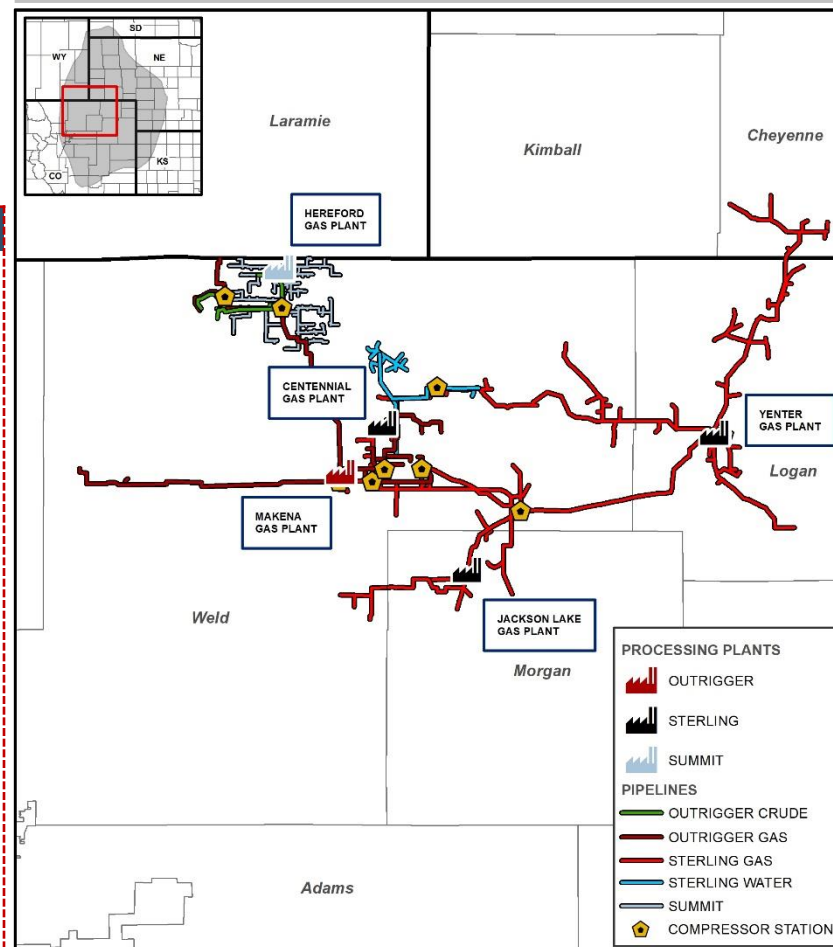 SD
WY
NE
KS
CO
Laramie
Kimball
Cheyenne
HEREFORD
GAS PLANT
CENTENNIAL
GAS PLANT
YENTER
GAS PLANT
Logan
MAKENA
GAS PLANT
Weld
JACKSON LAKE
GAS PLANT
Morgan
Adams
PROCESSING PLANTS
OUTRIGGER
STERLING
SUMMIT
PIPELINES
OUTRIGGER CRUDE
OUTRIGGER GAS
STERLING GAS
STERLING WATER
SUMMIT
COMPRESSOR STATION